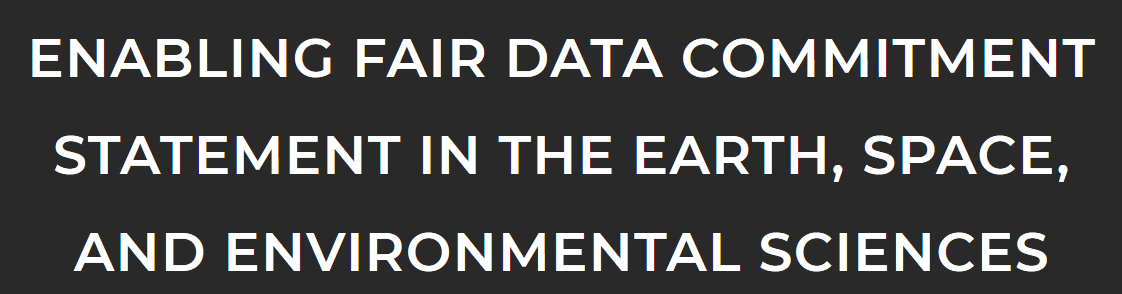 ENABLING FAIR DATA COMMITMENT
STATEMENT IN THE EARTH, SPACE,
AND ENVIRONMENTAL SCIENCES